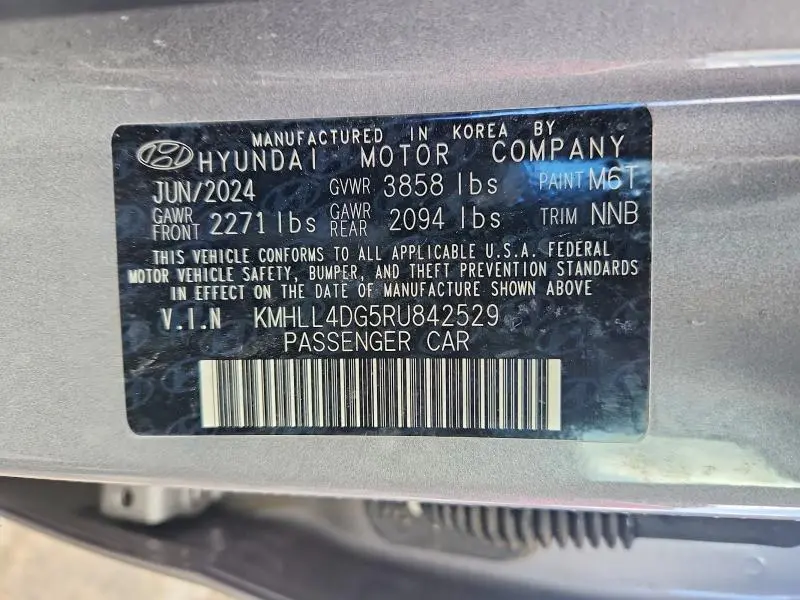 MANUFACTURED IN KOREA BY
HYUNDAI MOTOR COMPANY
JUN/2024 GVWR 3858 lbs PAINT M6T
GAWR FRONT 2271 lbs GAWR REAR 2094 lbs TRIM NNB
THIS VEHICLE CONFORMS TO ALL APPLICABLE U.S.A. FEDERAL
MOTOR VEHICLE SAFETY, BUMPER, AND THEFT PREVENTION STANDARDS
IN EFFECT ON THE DATE OF MANUFACTURE SHOWN ABOVE
V.I.N KMHLL4DG5RU842529
PASSENGER CAR